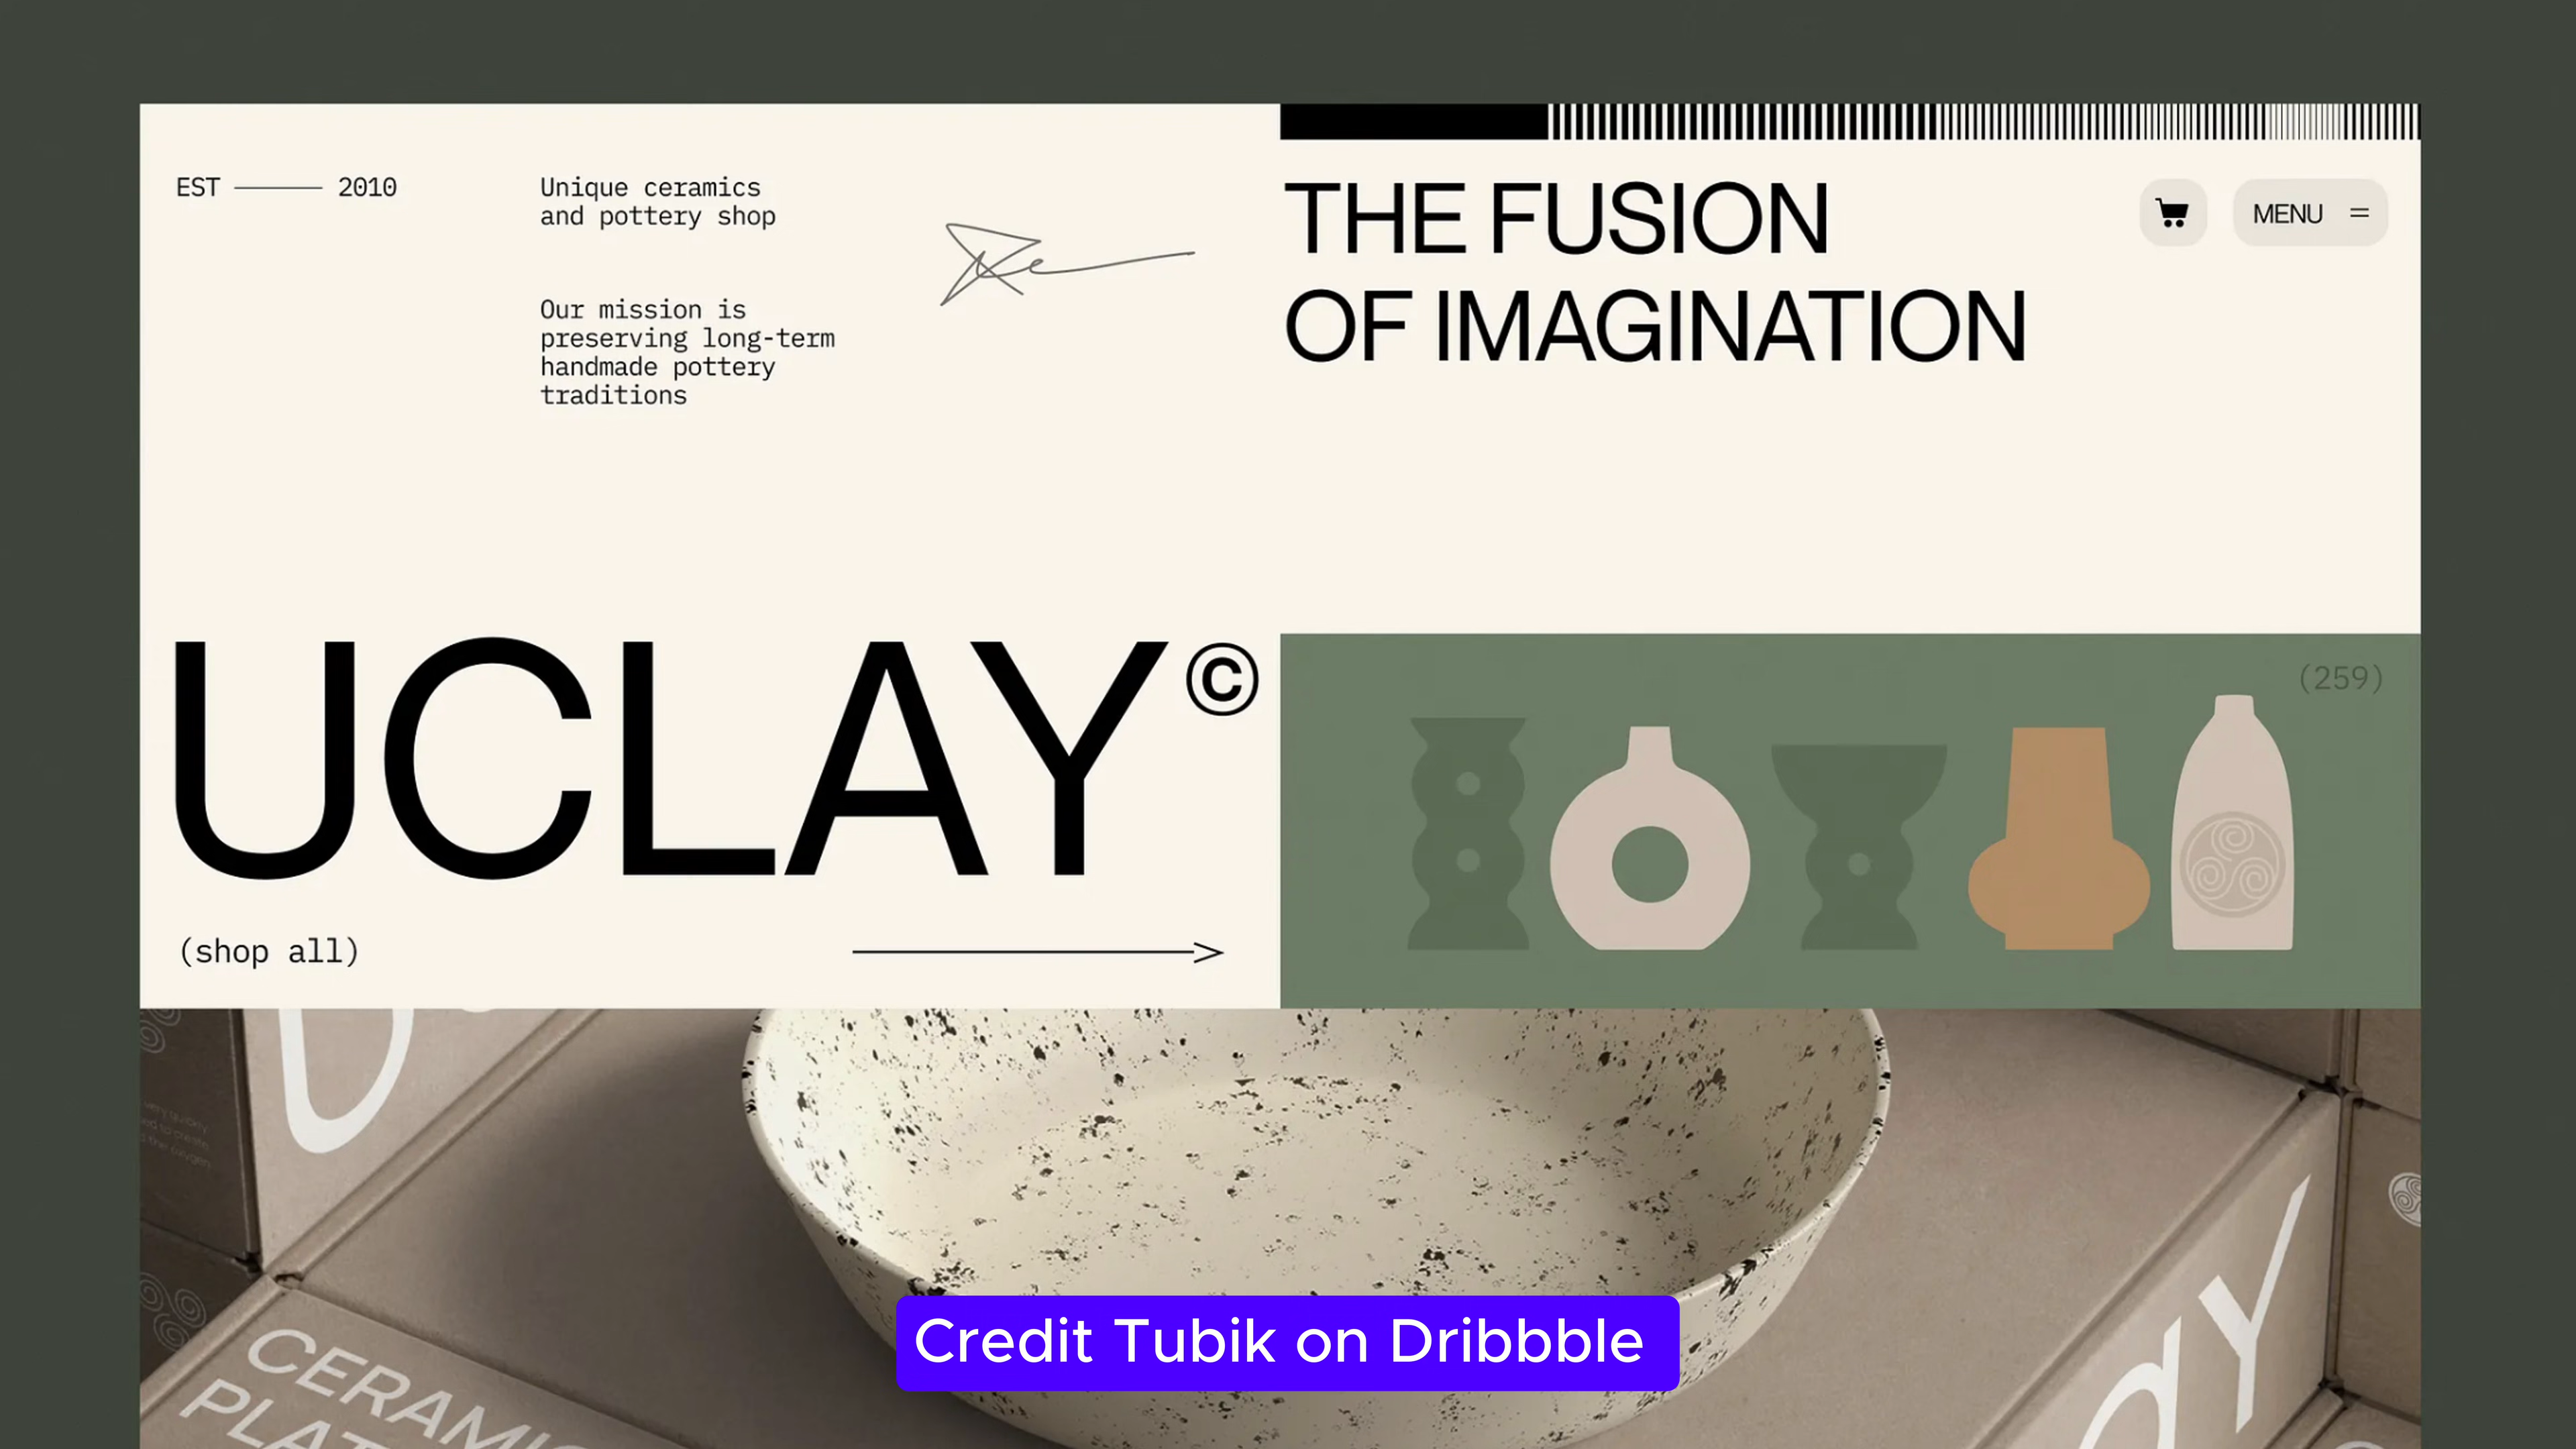 EST 2010
Unique ceramics
and pottery shop
Our mission is
preserving long-term
handmade pottery
traditions
THE FUSION
OF IMAGINATION
MENU
UCLAY©
(shop all)
(259)
CERAMIC
Credit Tubik on Dribbble